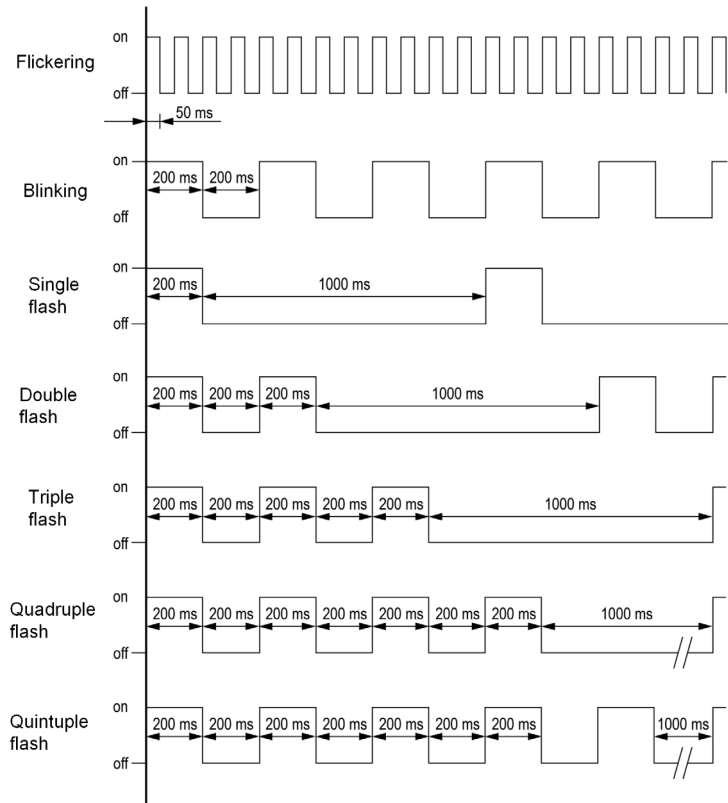 on
Flickering
off
50 ms
on
200 ms 200 ms
Blinking
off
on
Single
flash
200 ms 1000 ms
off
on
Double
flash
200 ms 200 ms 200 ms 1000 ms
off
on
Triple
flash
200 ms 200 ms 200 ms 200 ms 200 ms 1000 ms
off
on
Quadruple
flash
200 ms 200 ms 200 ms 200 ms 200 ms 200 ms 200 ms 1000 ms
off
on
Quintuple
flash
200 ms 200 ms 200 ms 200 ms 200 ms 200 ms 200 ms 1000 ms
off